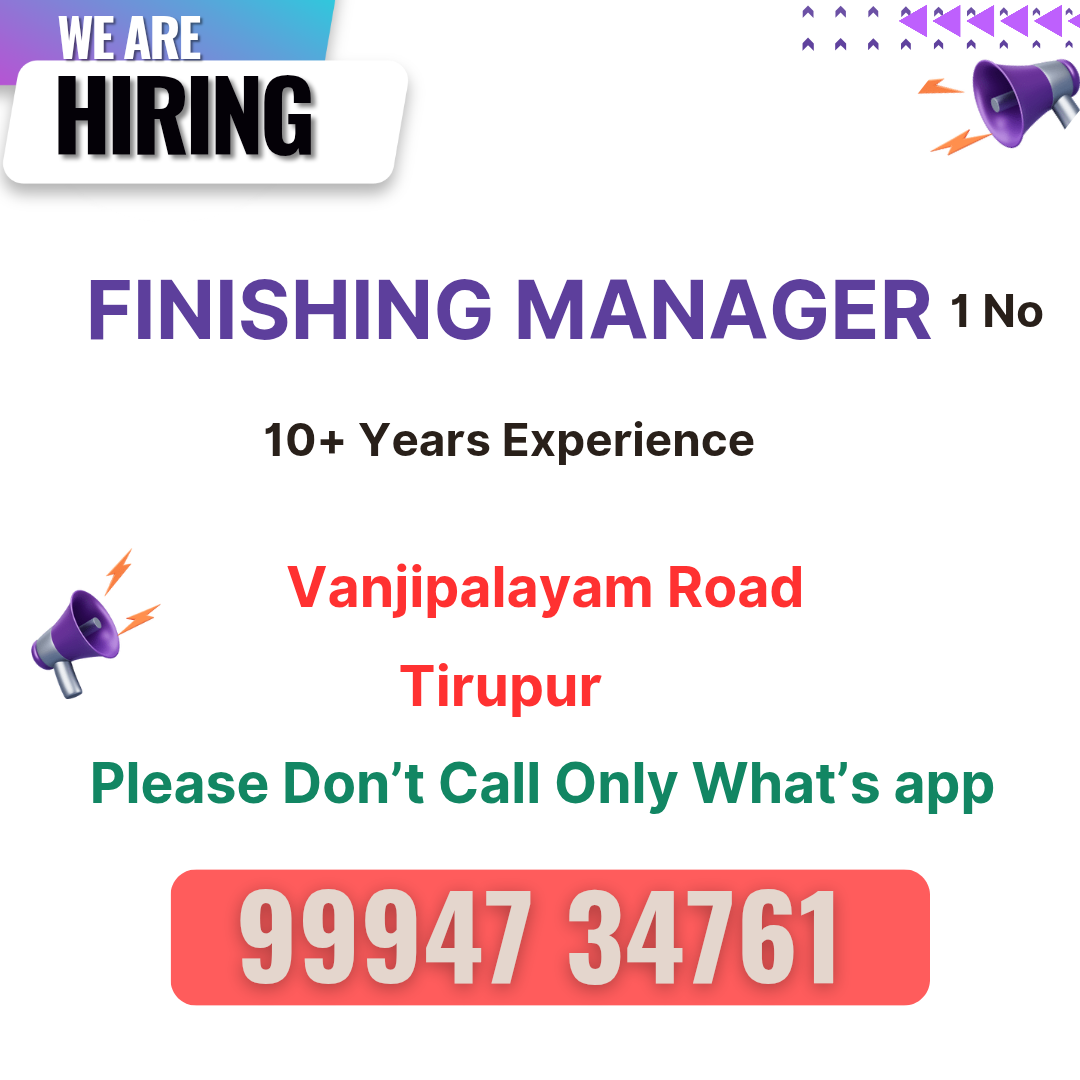 WE ARE
HIRING
FINISHING MANAGER 1 No
10+ Years Experience
Vanjipalayam Road
Tirupur
Please Don’t Call Only What’s app
99947 34761